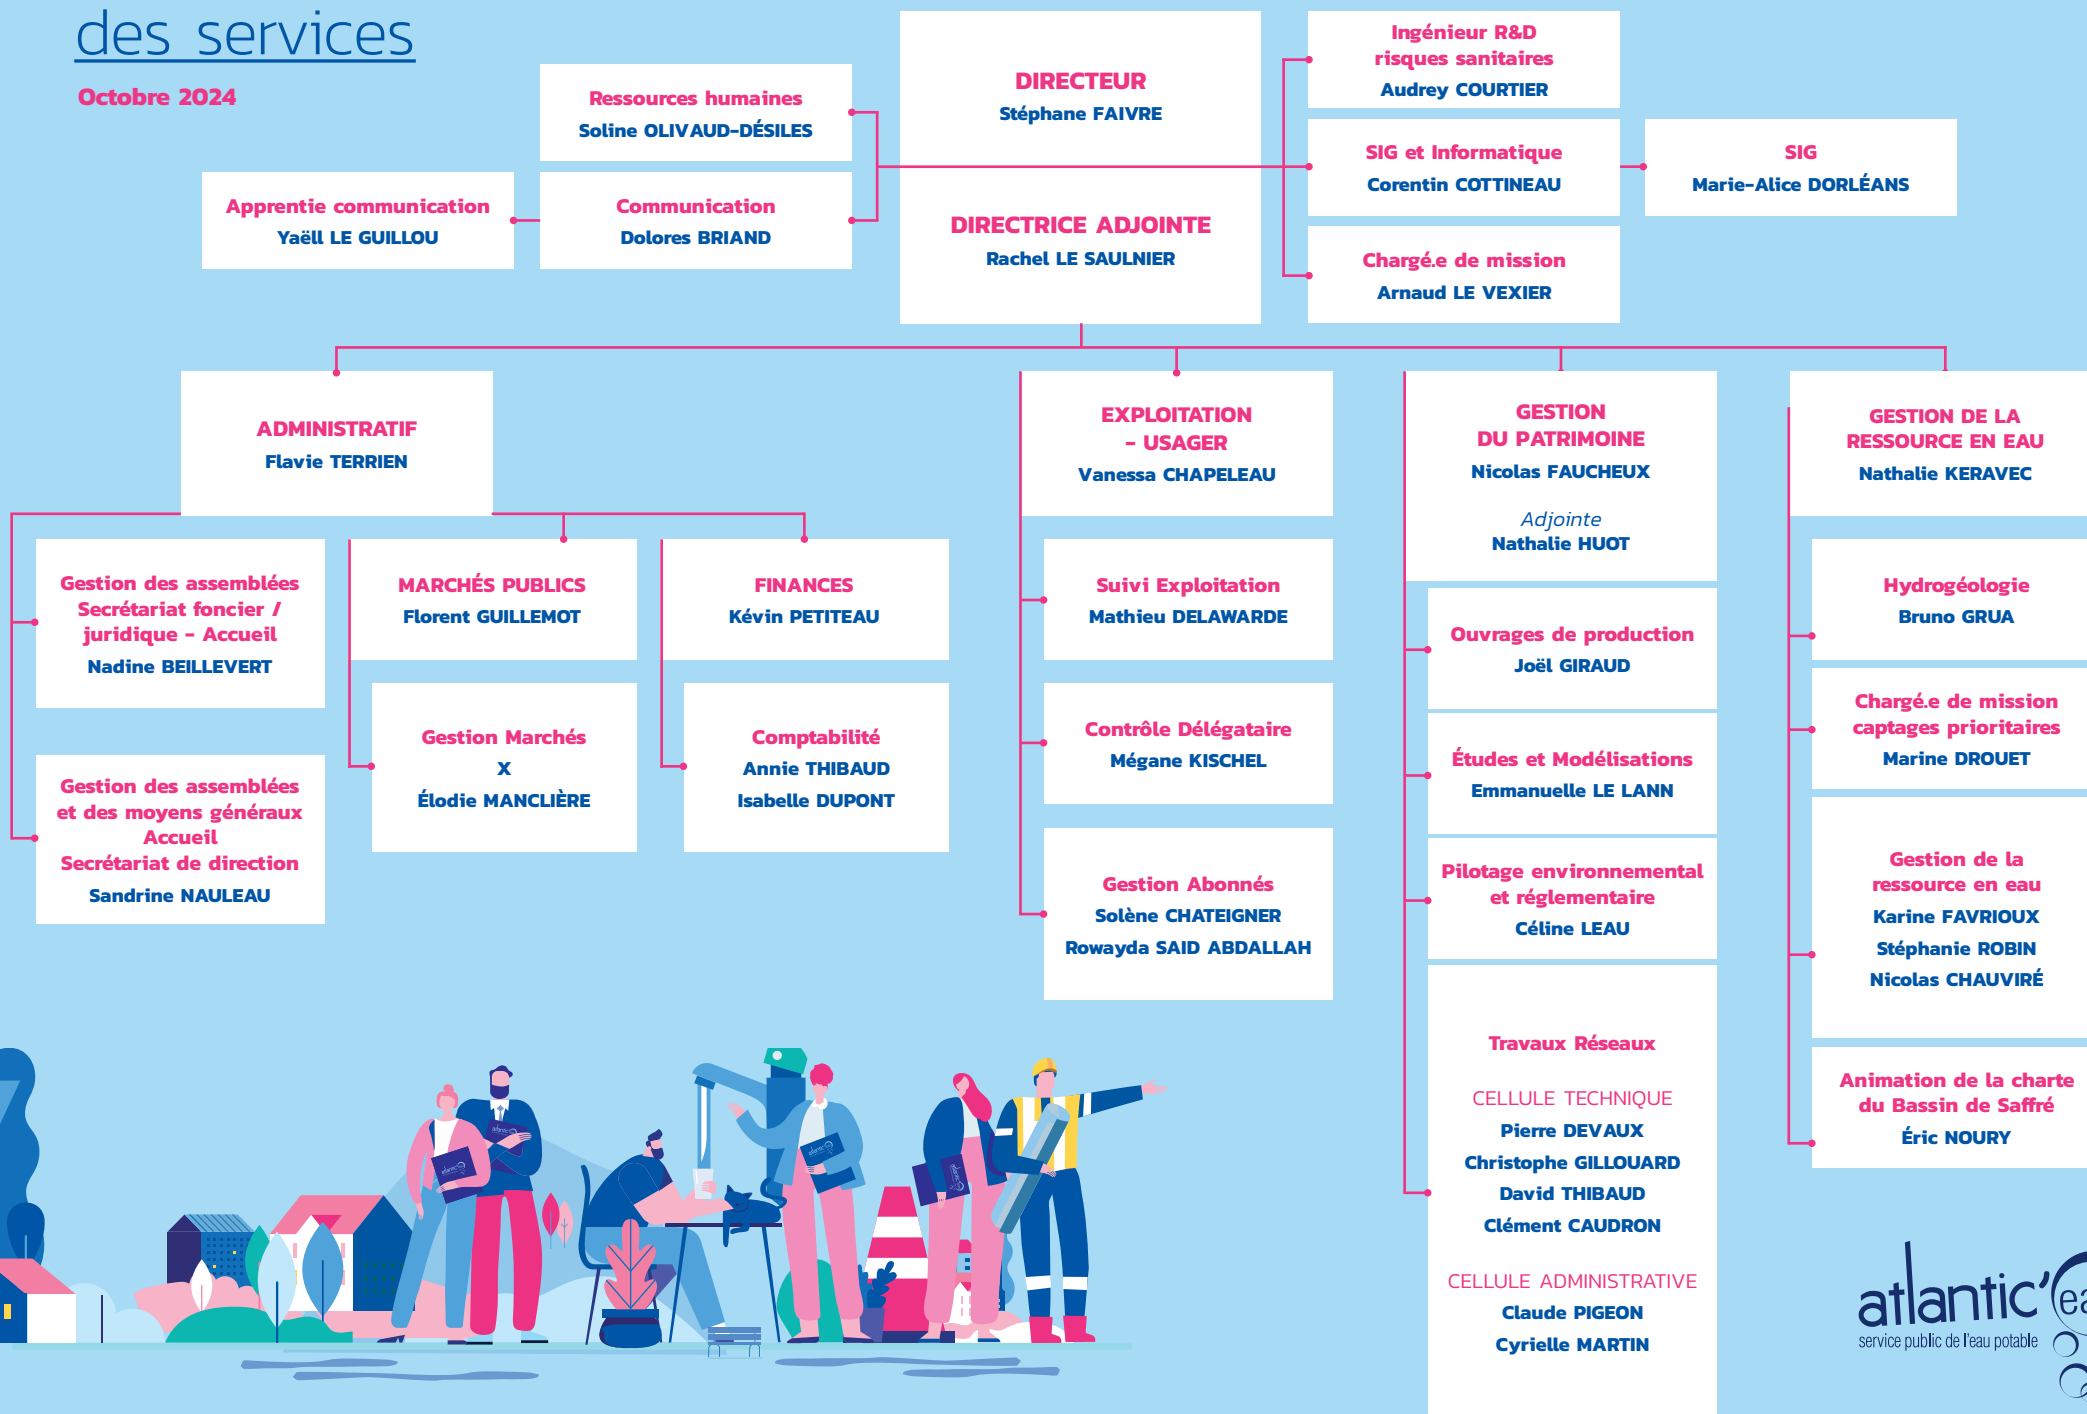 des services
Octobre 2024
DIRECTEUR
Stéphane FAIVRE
DIRECTRICE ADJOINTE
Rachel LE SAULNIER
Ressources humaines
Soline OLIVAUD-DÉSILES
Communication
Dolores BRIAND
Apprentie communication
Yaëll LE GUILLOU
Ingénieur R&D
risques sanitaires
Audrey COURTIER
SIG et Informatique
Corentin COTTINEAU
SIG
Marie-Alice DORLÉANS
Chargé.e de mission
Arnaud LE VEXIER
ADMINISTRATIF
Flavie TERRIEN
Gestion des assemblées
Secrétariat foncier /
juridique - Accueil
Nadine BEILLEVERT
Gestion des assemblées
et des moyens généraux
Accueil
Secrétariat de direction
Sandrine NAULEAU
MARCHÉS PUBLICS
Florent GUILLEMOT
Gestion Marchés
X
Élodie MANCLIÈRE
FINANCES
Kévin PETITEAU
Comptabilité
Annie THIBAUD
Isabelle DUPONT
EXPLOITATION
- USAGER
Vanessa CHAPELEAU
Suivi Exploitation
Mathieu DELAWARDE
Contrôle Délégataire
Mégane KISCHEL
Gestion Abonnés
Solène CHATEIGNER
Rowayda SAID ABDALLAH
GESTION
DU PATRIMOINE
Nicolas FAUCHEUX
Adjointe
Nathalie HUOT
Ouvrages de production
Joël GIRAUD
Études et Modélisations
Emmanuelle LE LANN
Pilotage environnemental
et réglementaire
Céline LEAU
Travaux Réseaux
CELLULE TECHNIQUE
Pierre DEVAUX
Christophe GILLOUARD
David THIBAUD
Clément CAUDRON
CELLULE ADMINISTRATIVE
Claude PIGEON
Cyrielle MARTIN
GESTION DE LA
RESSOURCE EN EAU
Nathalie KERAVEC
Hydrogéologie
Bruno GRUA
Chargé.e de mission
captages prioritaires
Marine DROUET
Gestion de la
ressource en eau
Karine FAVRIOUX
Stéphanie ROBIN
Nicolas CHAUVIRÉ
Animation de la charte
du Bassin de Saffré
Éric NOURY
atlantic'ea
service public de l'eau potable